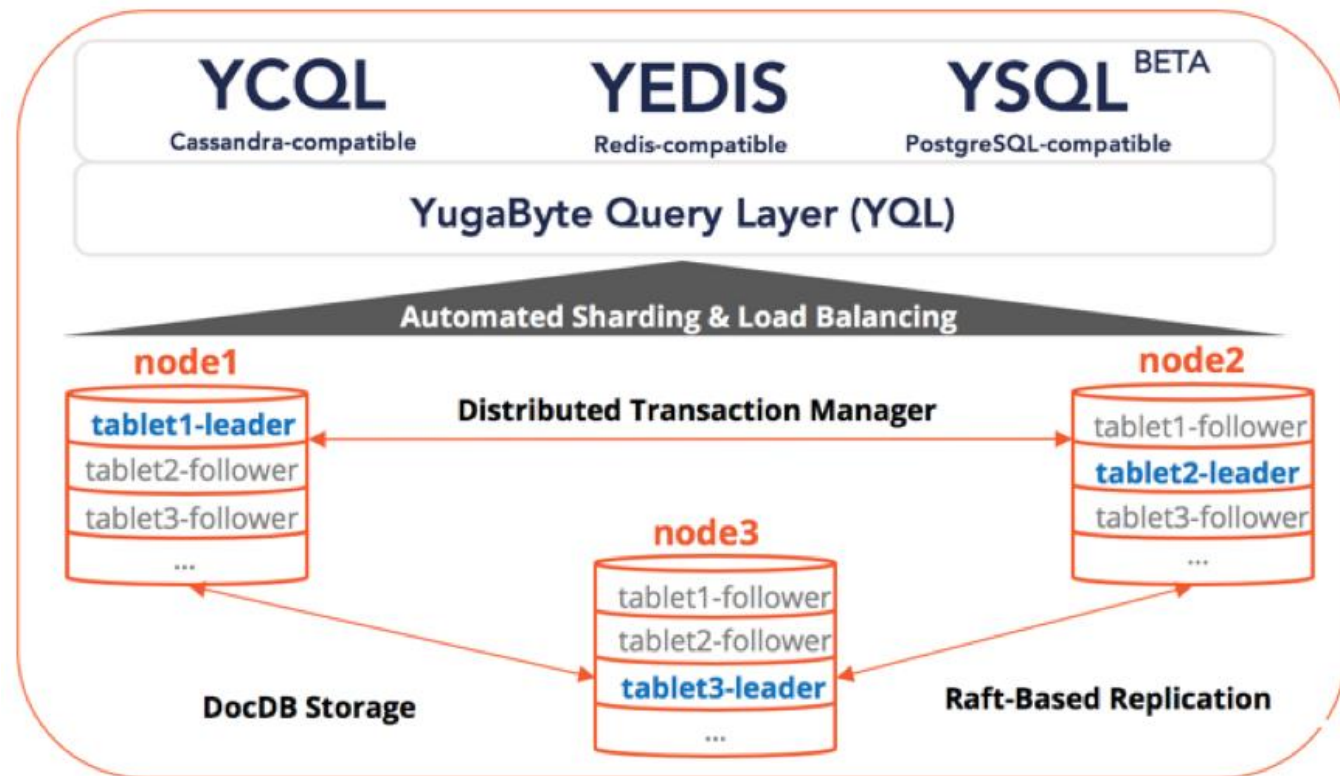 YCQL
Cassandra-compatible
YEDIS
Redis-compatible
YSQL BETA
PostgreSQL-compatible
YugaByte Query Layer (YQL)
Automated Sharding & Load Balancing
node1
tablet1-leader
tablet2-follower
tablet3-follower
...
Distributed Transaction Manager
node2
tablet1-follower
tablet2-leader
tablet3-follower
...
node3
tablet1-follower
tablet2-follower
tablet3-leader
...
DocDB Storage
Raft-Based Replication